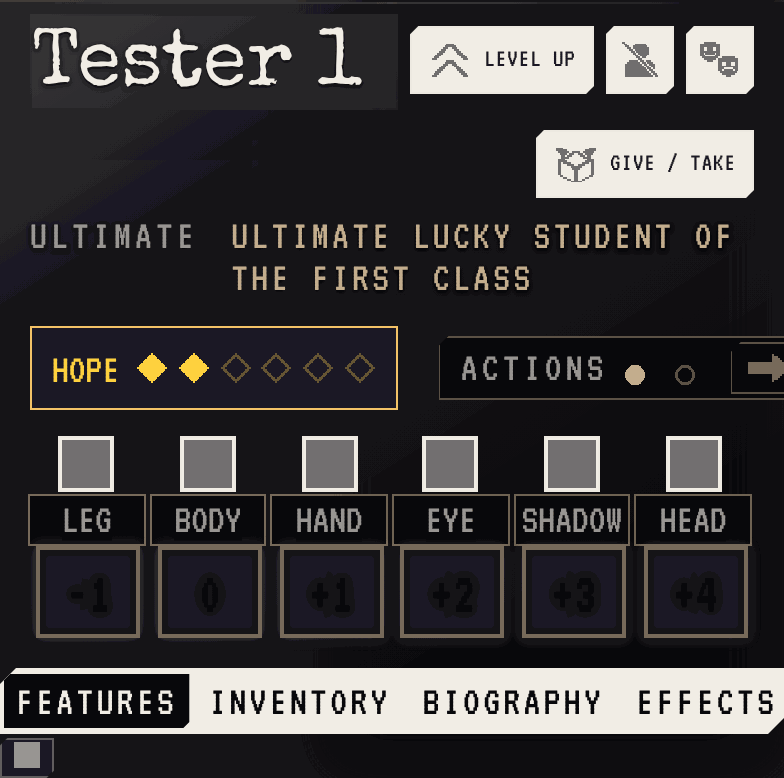 Tester 1
LEVEL UP
GIVE / TAKE
ULTIMATE ULTIMATE LUCKY STUDENT OF
THE FIRST CLASS
HOPE
ACTIONS
LEG BODY HAND EYE SHADOW HEAD
-1 0 +1 +2 +3 +4
FEATURES INVENTORY BIOGRAPHY EFFECTS